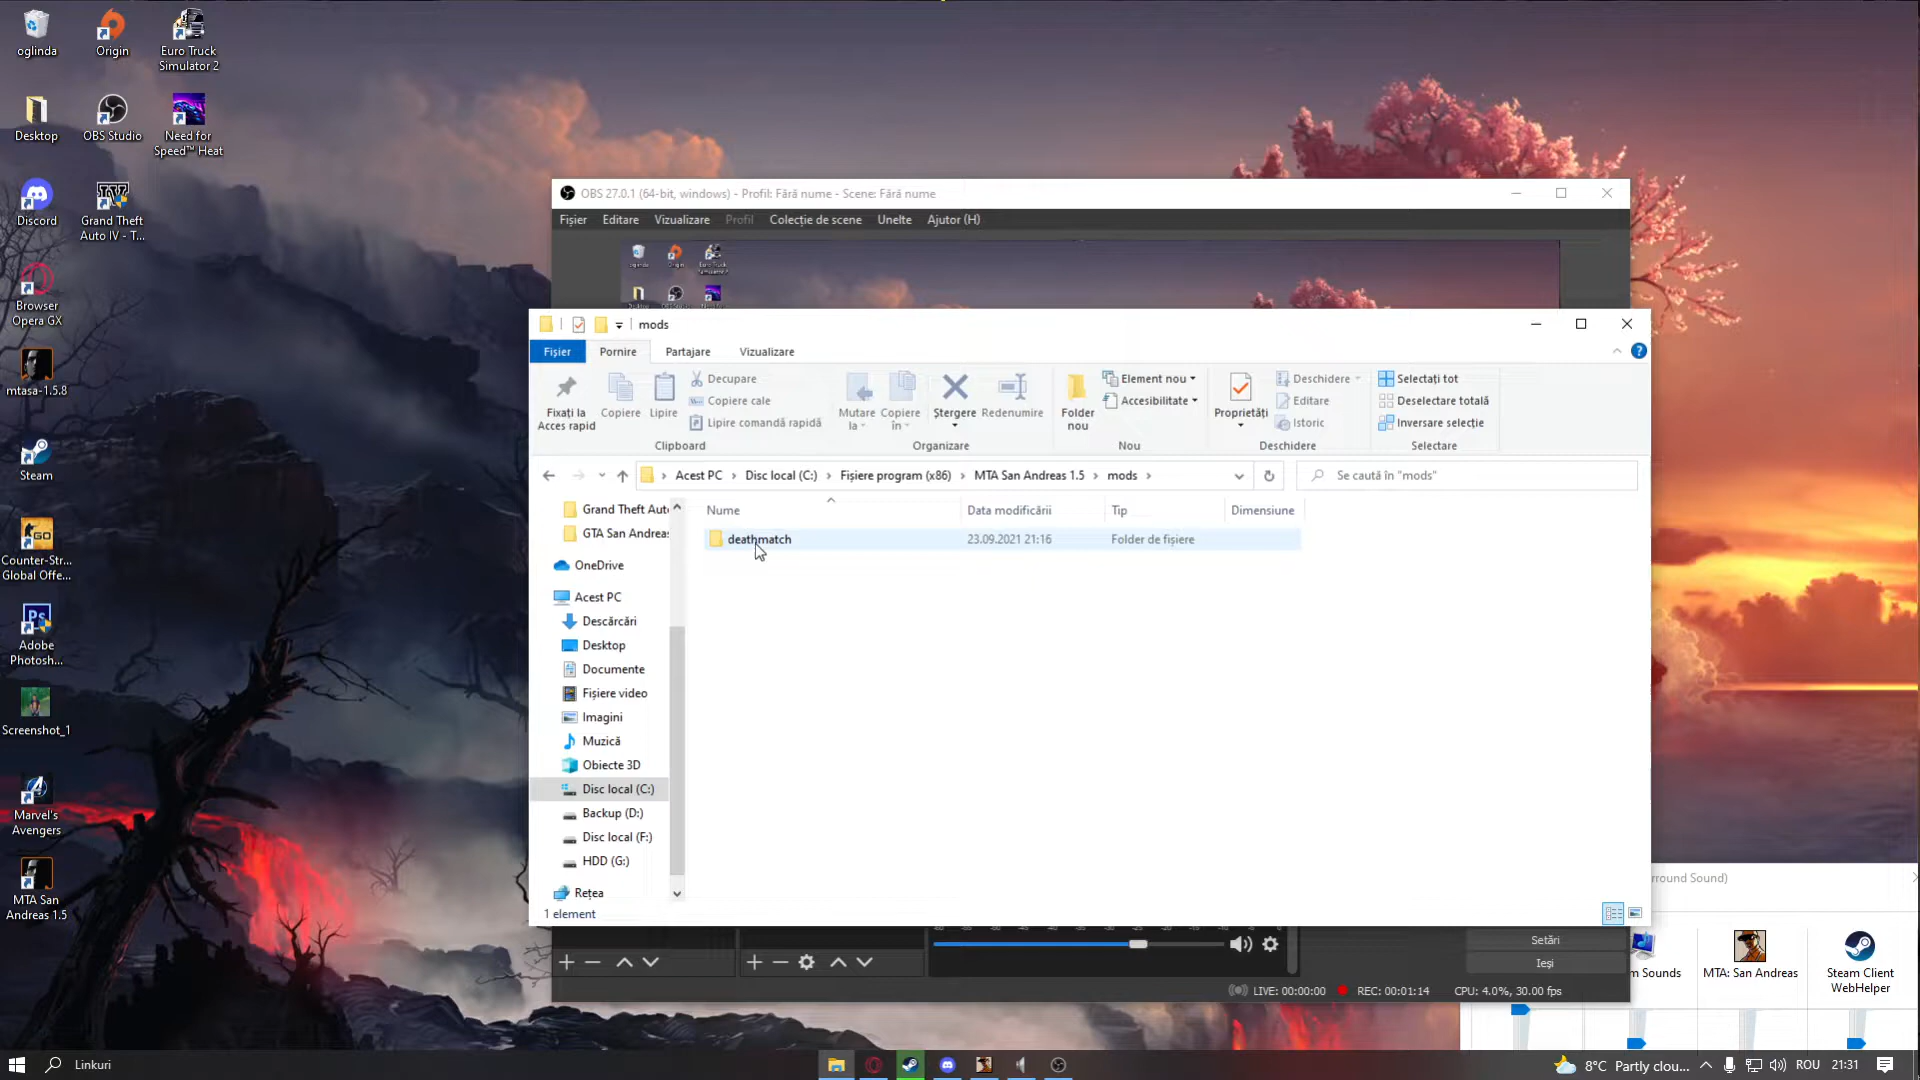 oglinda
Origin
Euro Truck
Simulator 2
Desktop
OBS Studio
Need for
Speed™ Heat
Discord
Grand Theft
Auto IV - T...
Browser
Opera GX
mtasa-1.5.8
Steam
Counter-Str...
Global Offe...
Adobe
Photosh...
Screenshot_1
Marvel's
Avengers
MTA San
Andreas 1.5
OBS 27.0.1 (64-bit, windows) - Profil: Fără nume - Scene: Fără nume
Fișier Editare Vizualizare Profil Colecție de scene Unelte Ajutor (H)
mods
Fișier Pornire Partajare Vizualizare
Fixați la
Acces rapid
Copiere
Lipire
Decupare
Copiere cale
Lipire comandă rapidă
Clipboard
Mutare
la
Copiere
în
Ștergere
Redenumire
Organizare
Folder
nou
Element nou
Accesibilitate
Nou
Proprietăți
Deschidere
Editare
Istoric
Deschidere
Selectați tot
Deselectare totală
Inversare selecție
Selectare
Acest PC Disc local (C:) Fișiere program (x86) MTA San Andreas 1.5 mods
Se caută în "mods"
Nume Data modificării Tip Dimensiune
deathmatch 23.09.2021 21:16 Folder de fișiere
Grand Theft Aut
GTA San Andreas
OneDrive
Acest PC
Descărcări
Desktop
Documente
Fișiere video
Imagini
Muzică
Obiecte 3D
Disc local (C:)
Backup (D:)
Disc local (F:)
HDD (G:)
Rețea
1 element
Setări
Ieși
LIVE: 00:00:00 REC: 00:01:14 CPU: 4.0%, 30.00 fps
rround Sound)
m Sounds
MTA: San Andreas
Steam Client
WebHelper
Linkuri
8°C Partly clou... ROU 21:31